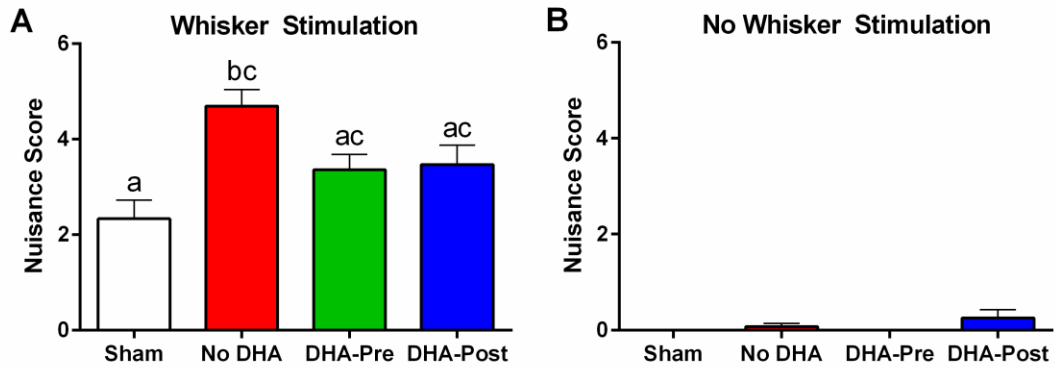 A
Whisker Stimulation
Nuisance Score
6
4
2
0
a
bc
ac
ac
Sham
No DHA
DHA-Pre
DHA-Post
B
No Whisker Stimulation
Nuisance Score
6
4
2
0
Sham
No DHA
DHA-Pre
DHA-Post